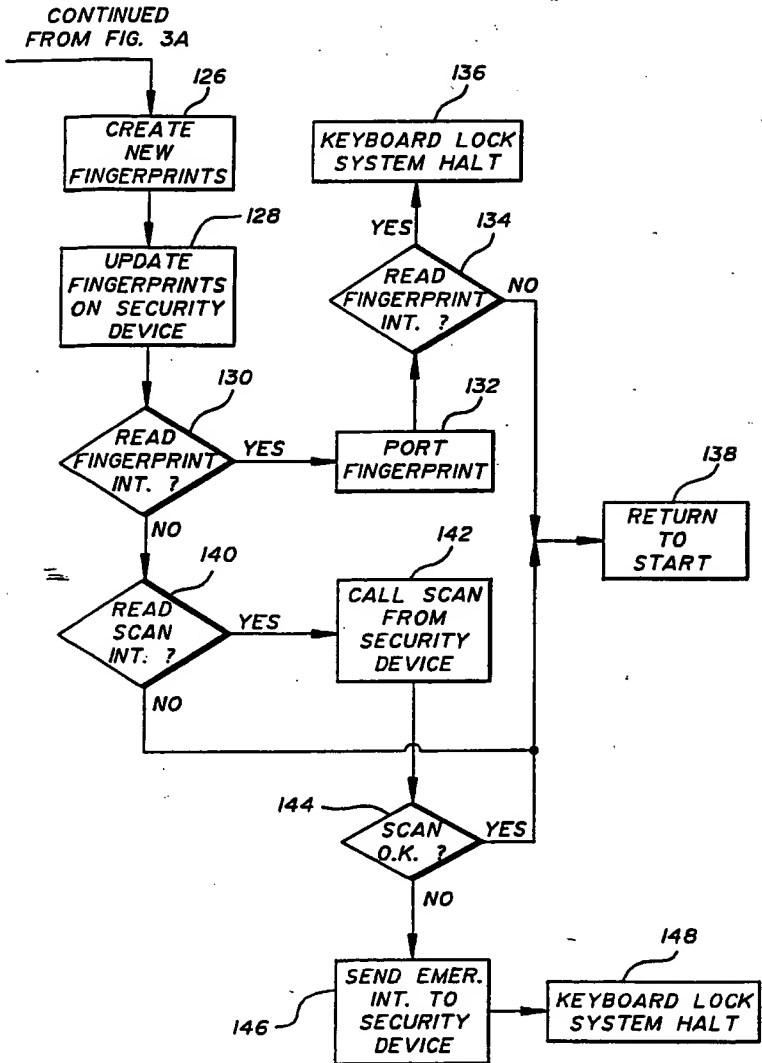 CONTINUED
FROM FIG. 3A
126
CREATE
NEW
FINGERPRINTS
128
UPDATE
FINGERPRINTS
ON SECURITY
DEVICE
130
READ
FINGERPRINT
INT. ?
YES
NO
132
PORT
FINGERPRINT
134
READ
FINGERPRINT
INT. ?
YES
NO
136
KEYBOARD LOCK
SYSTEM HALT
138
RETURN
TO
START
140
READ
SCAN
INT. ?
YES
NO
142
CALL SCAN
FROM
SECURITY
DEVICE
144
SCAN
O.K. ?
YES
NO
146
SEND EMER.
INT. TO
SECURITY
DEVICE
148
KEYBOARD LOCK
SYSTEM HALT